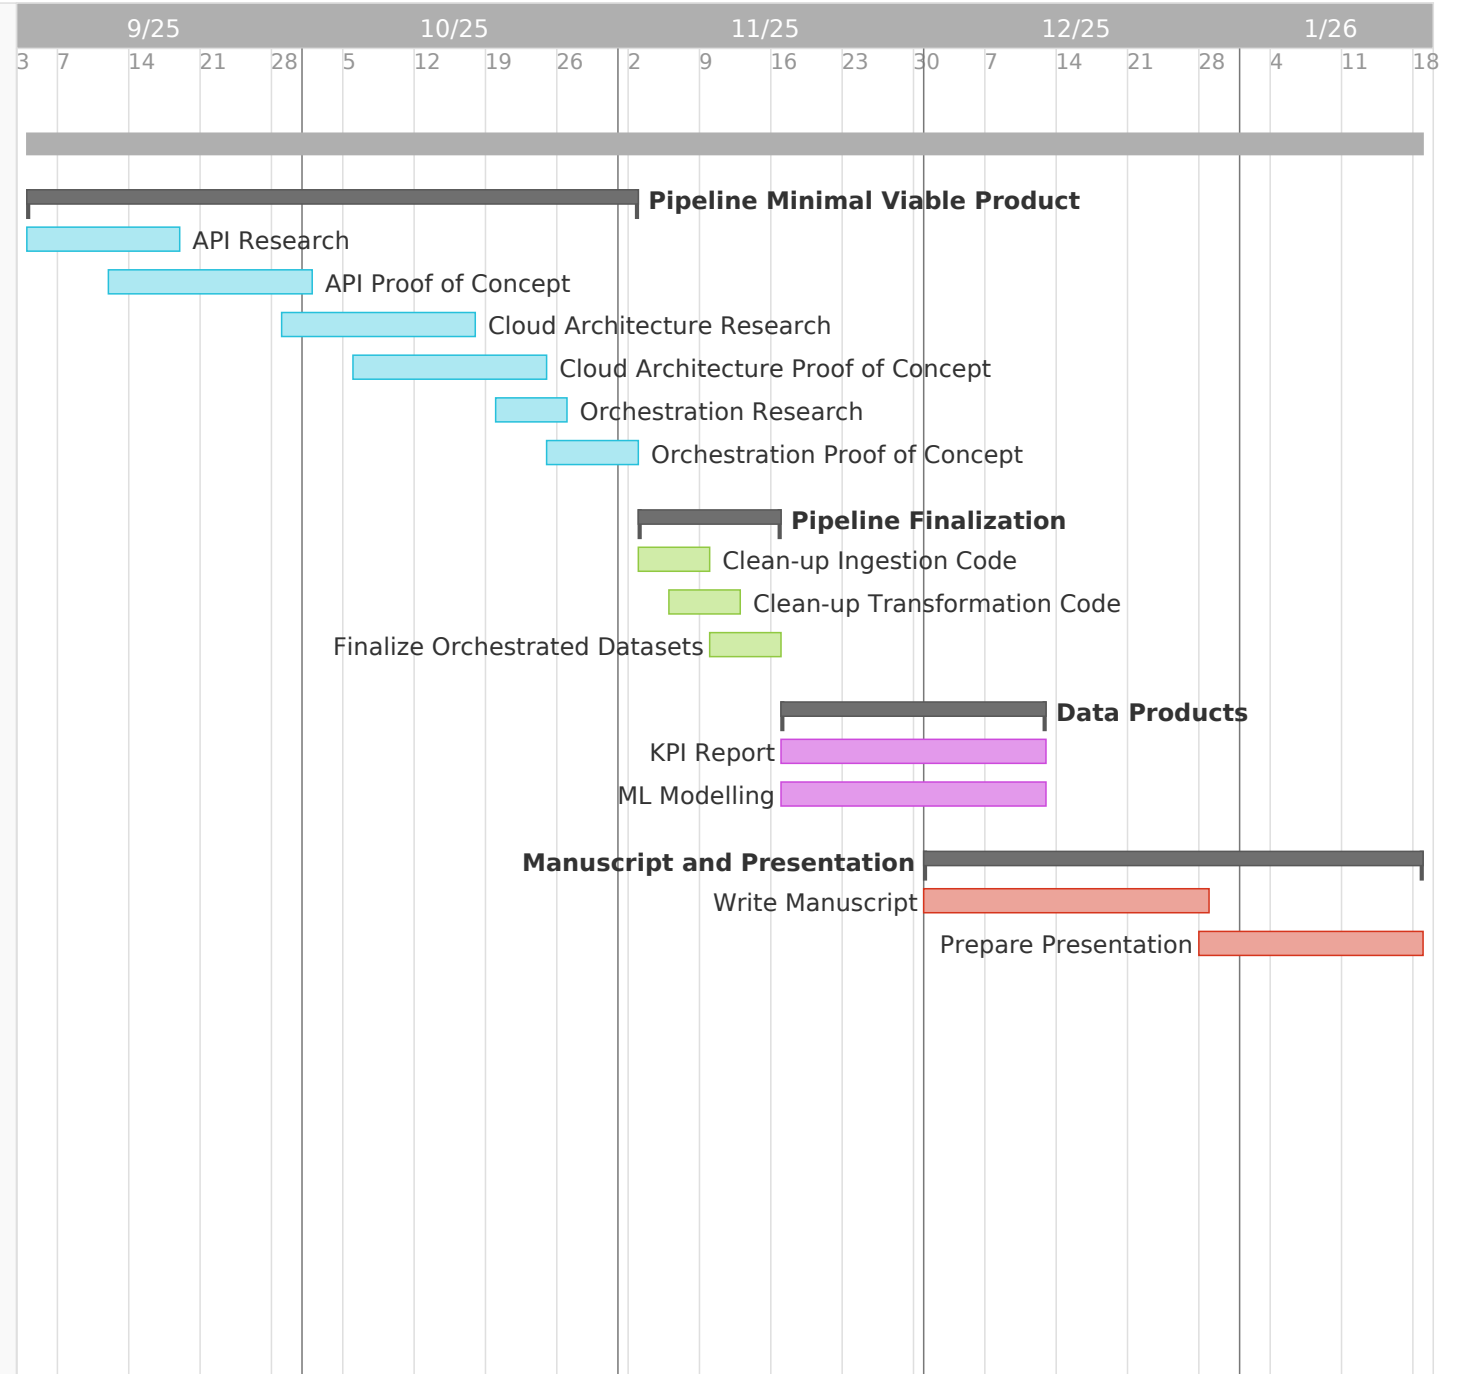 9/25 10/25 11/25 12/25 1/26
3 7 14 21 28 5 12 19 26 2 9 16 23 30 7 14 21 28 4 11 18
Pipeline Minimal Viable Product
API Research
API Proof of Concept
Cloud Architecture Research
Cloud Architecture Proof of Concept
Orchestration Research
Orchestration Proof of Concept
Pipeline Finalization
Clean-up Ingestion Code
Clean-up Transformation Code
Finalize Orchestrated Datasets
Data Products
KPI Report
ML Modelling
Manuscript and Presentation
Write Manuscript
Prepare Presentation